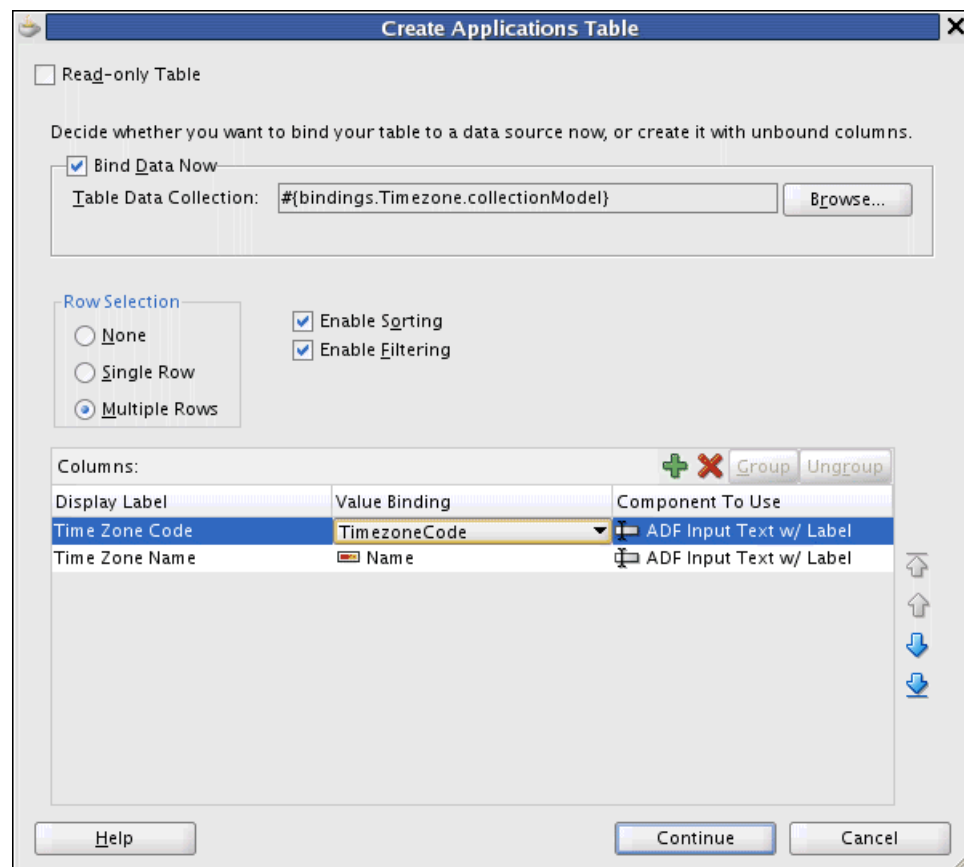 Create Applications Table
Read-only Table
Decide whether you want to bind your table to a data source now, or create it with unbound columns.
Bind Data Now
Table Data Collection: #{bindings.Timezone.collectionModel} Browse...
Row Selection
None
Single Row
Multiple Rows
Enable Sorting
Enable Filtering
Columns: Group Ungroup
Display Label Value Binding Component To Use
Time Zone Code TimezoneCode ADF Input Text w/ Label
Time Zone Name Name ADF Input Text w/ Label
Help Continue Cancel